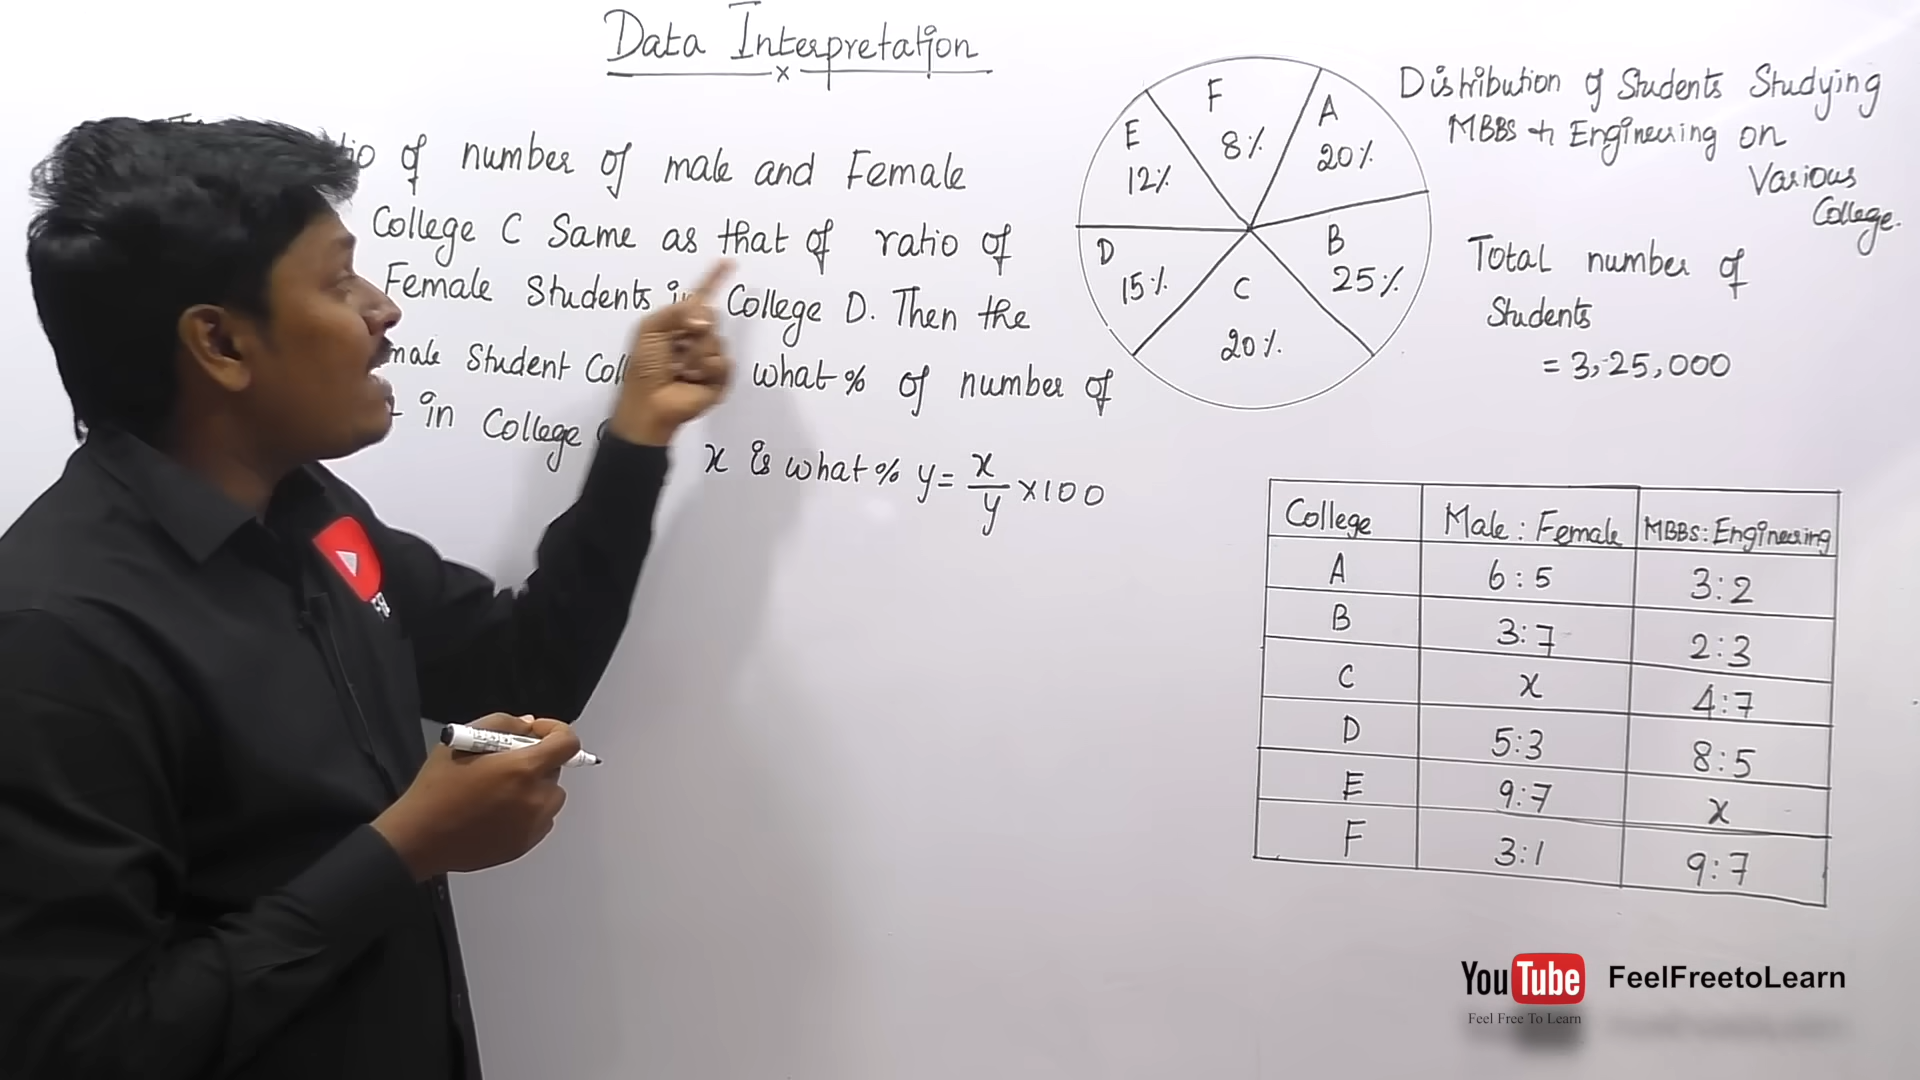 Data Interpretation
x
of number of male and Female
College C Same as that of ratio of
Female Students in College D. Then the
male Student what % of number of
in College
x is what % y = x/y ×100
F
8%
A
20%
E
12%
B
25%
D
15%
C
20%
Distribution of Students Studying
MBBS & Engineering on
Various
College.
Total number of
Students
= 3,25,000
College Male : Female MBBS : Engineering
A 6 : 5 3 : 2
B 3 : 7 2 : 3
C x 4 : 7
D 5 : 3 8 : 5
E 9 : 7 x
F 3 : 1 9 : 7
YouTube FeelFreetoLearn
Feel Free To Learn